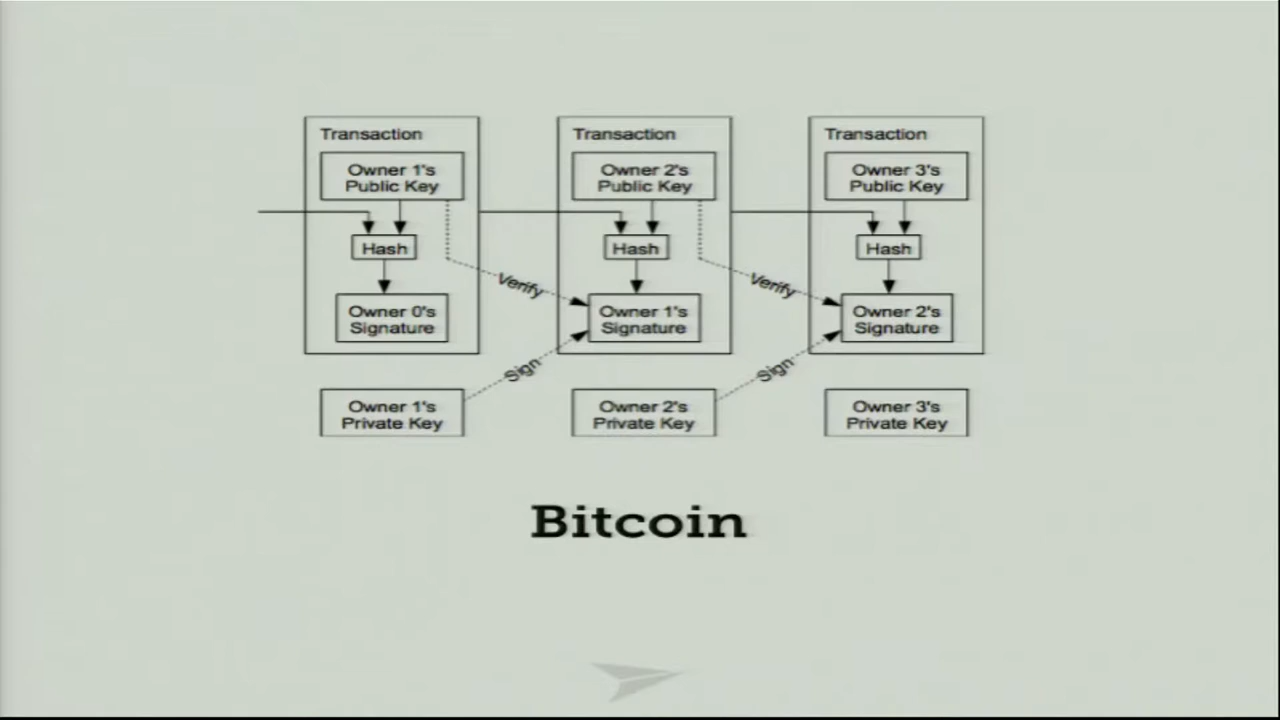 Transaction
Transaction
Transaction
Owner 1's
Public Key
Owner 2's
Public Key
Owner 3's
Public Key
Hash
Hash
Hash
Verify
Verify
Owner 0's
Signature
Owner 1's
Signature
Owner 2's
Signature
Sign
Sign
Owner 1's
Private Key
Owner 2's
Private Key
Owner 3's
Private Key
Bitcoin